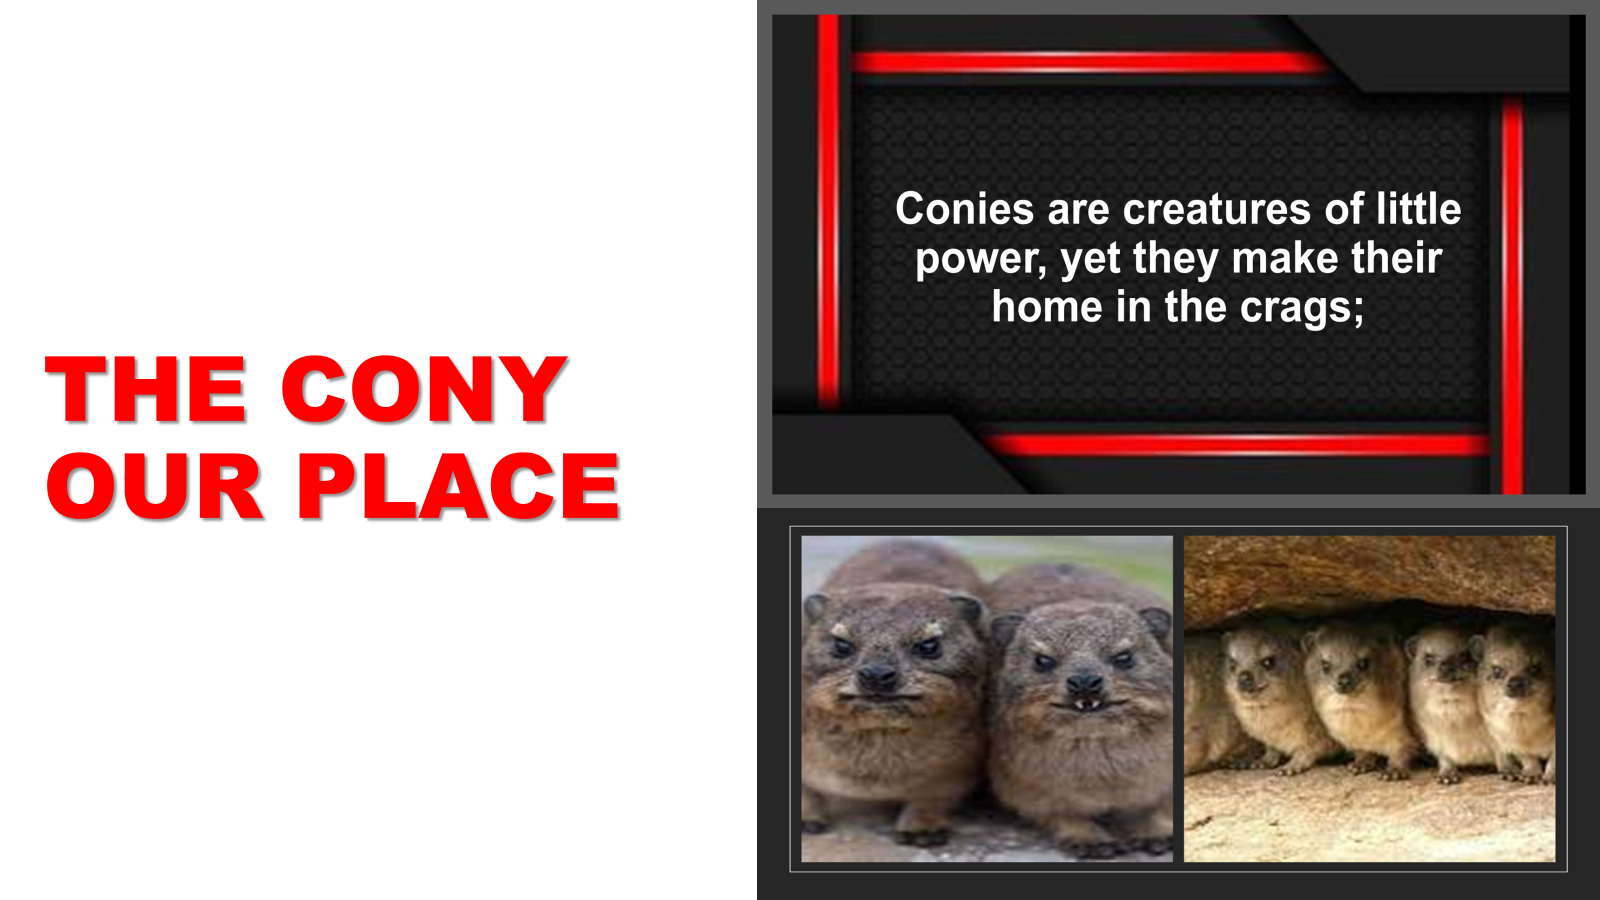 THE CONY
OUR PLACE
Conies are creatures of little
power, yet they make their
home in the crags;